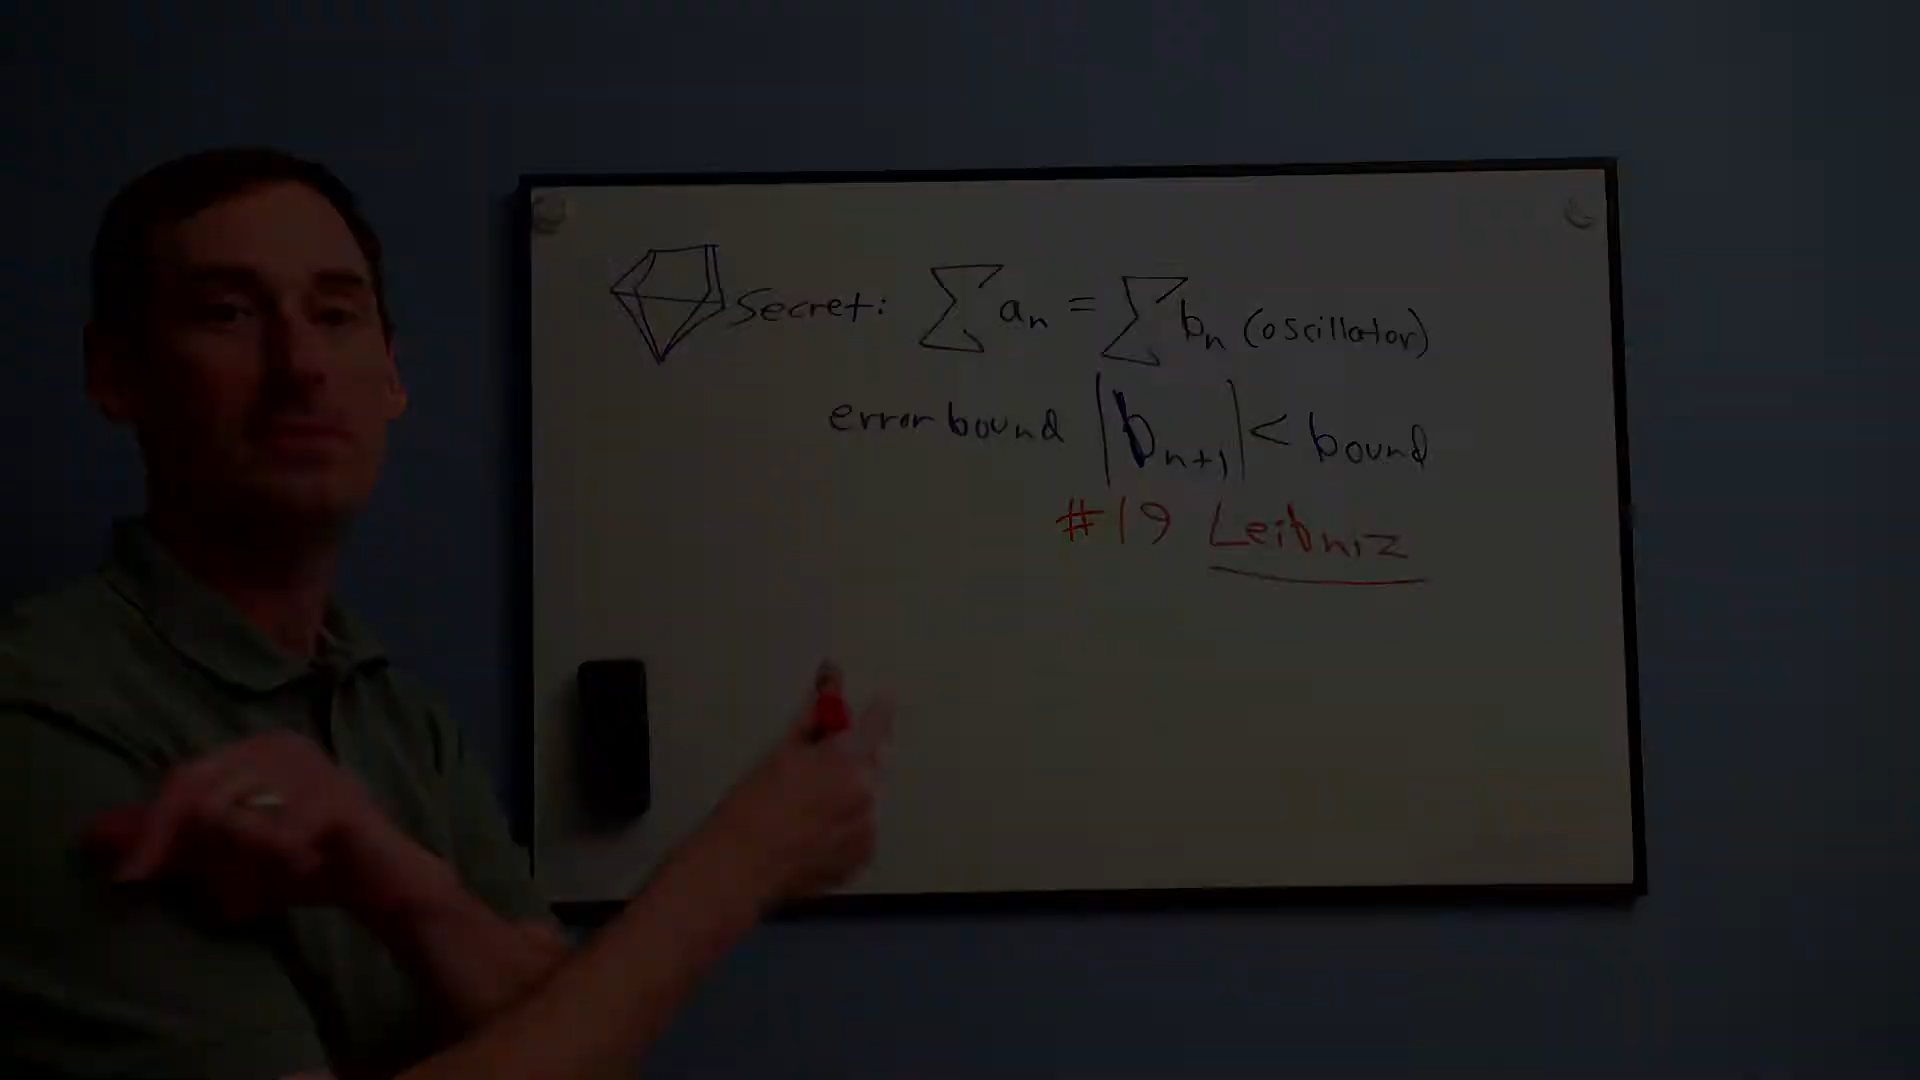 Secret: ∑ aₙ = ∑ bₙ (oscillator)
error bound |bₙ₊₁| < bound
#19 Leibniz